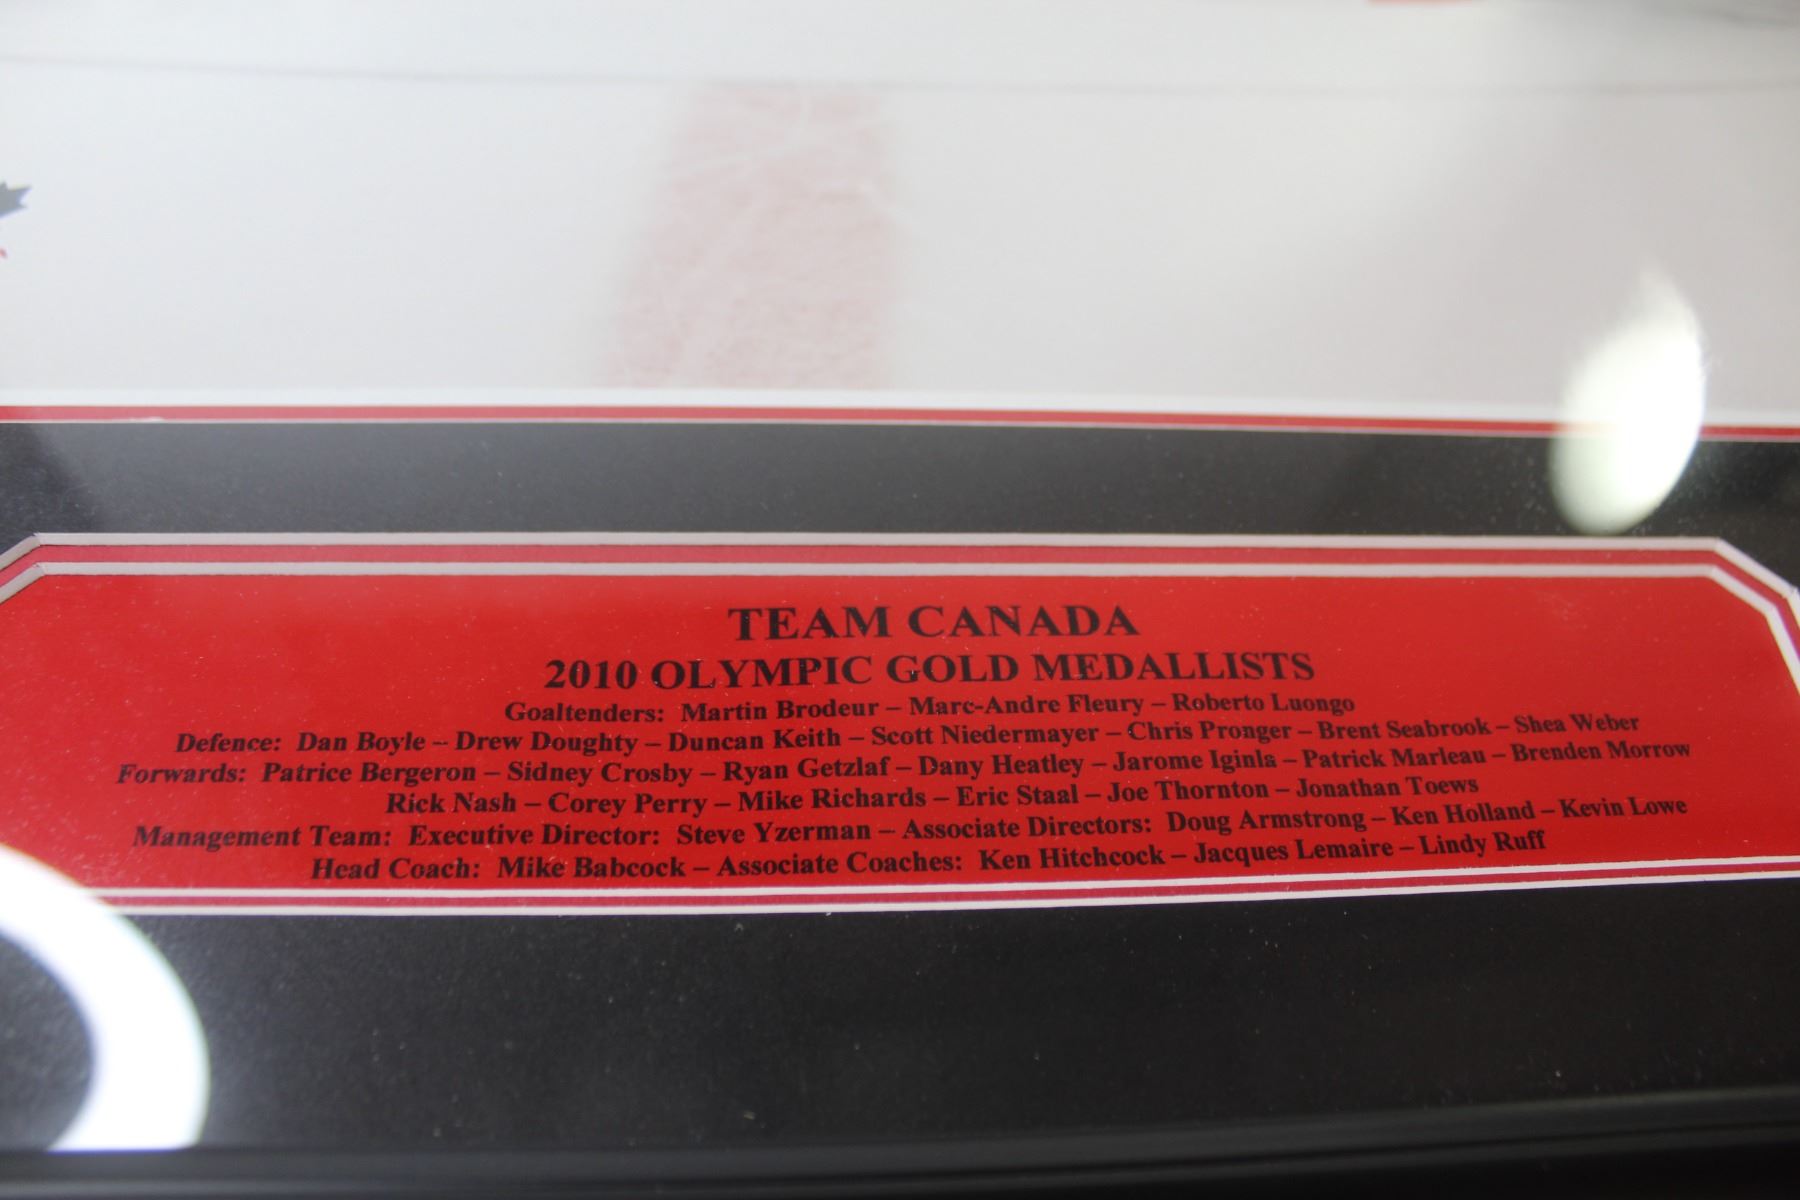 TEAM CANADA
2010 OLYMPIC GOLD MEDALLISTS
Goaltenders: Martin Brodeur – Marc-Andre Fleury – Roberto Luongo
Defence: Dan Boyle – Drew Doughty – Duncan Keith – Scott Niedermayer – Chris Pronger – Brent Seabrook – Shea Weber
Forwards: Patrice Bergeron – Sidney Crosby – Ryan Getzlaf – Dany Heatley – Jarome Iginla – Patrick Marleau – Brenden Morrow
Rick Nash – Corey Perry – Mike Richards – Eric Staal – Joe Thornton – Jonathan Toews
Management Team: Executive Director: Steve Yzerman – Associate Directors: Doug Armstrong – Ken Holland – Kevin Lowe
Head Coach: Mike Babcock – Associate Coaches: Ken Hitchcock – Jacques Lemaire – Lindy Ruff